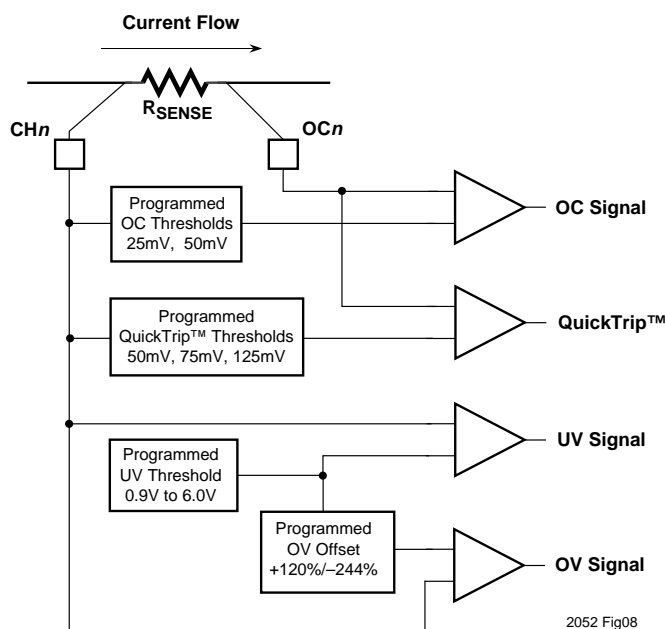 Current Flow
RSENSE
CHn
OCn
Programmed
OC Thresholds
25mV, 50mV
OC Signal
Programmed
QuickTrip™ Thresholds
50mV, 75mV, 125mV
QuickTrip™
UV Signal
Programmed
UV Threshold
0.9V to 6.0V
Programmed
OV Offset
+120%/–244%
OV Signal
2052 Fig08